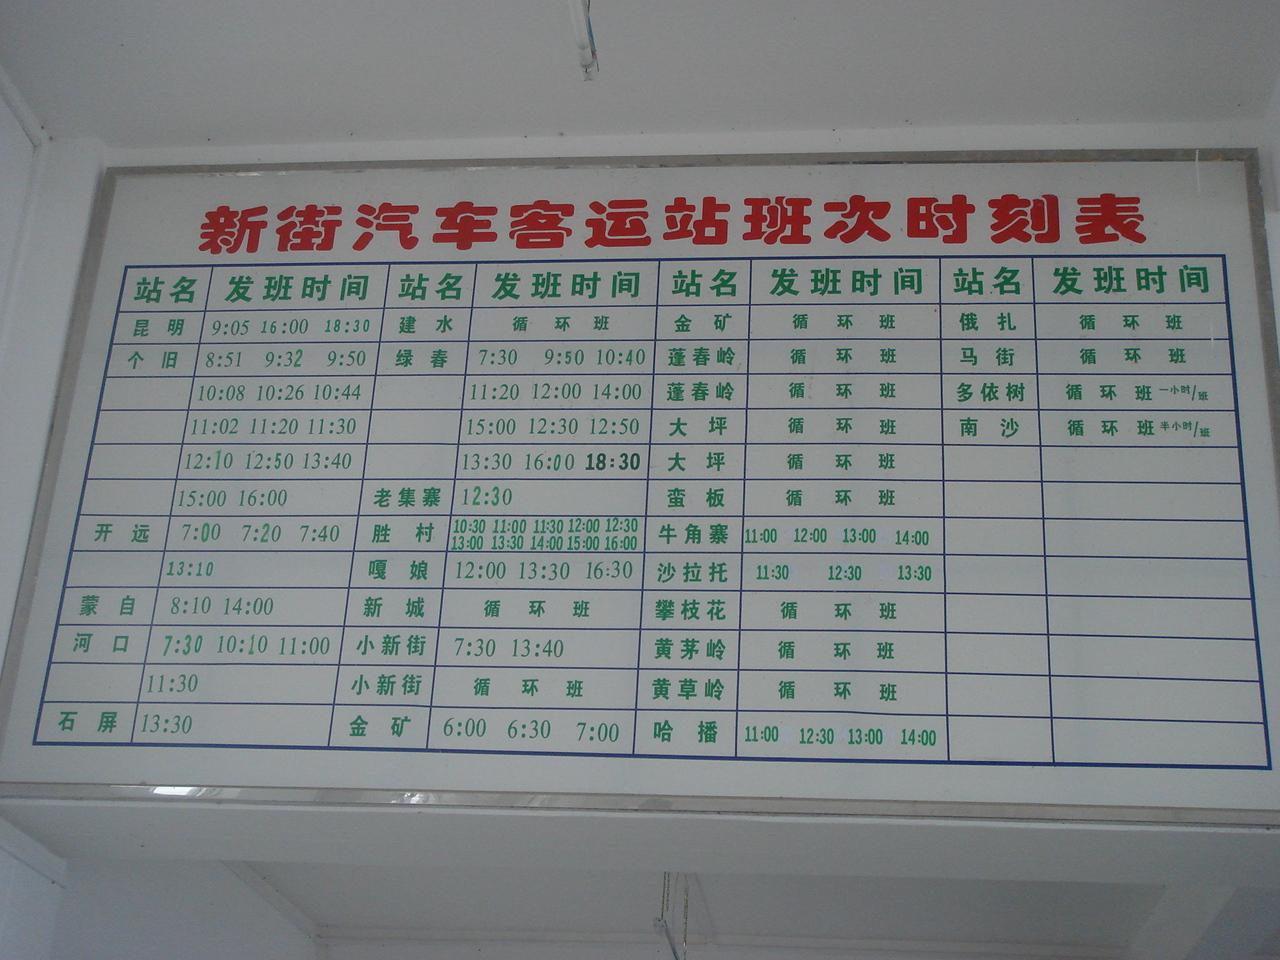 新街汽车客运站班次时刻表
站名 发班时间 站名 发班时间 站名 发班时间 站名 发班时间
昆明 9:05 16:00 18:30 建水 循环班 金矿 循环班 俄扎 循环班
个旧 8:51 9:32 9:50 绿春 7:30 9:50 10:40 蓬春岭 循环班 马街 循环班
10:08 10:26 10:44 11:20 12:00 14:00 蓬春岭 循环班 多依树 循环班 一小时/班
11:02 11:20 11:30 15:00 12:30 12:50 大坪 循环班 南沙 循环班 半小时/班
12:10 12:50 13:40 13:30 16:00 18:30 大坪 循环班
15:00 16:00 老集寨 12:30 蛮板 循环班
开远 7:00 7:20 7:40 胜村 10:30 11:00 11:30 12:00 12:30 13:00 13:30 14:00 15:00 16:00 牛角寨 11:00 12:00 13:00 14:00
13:10 嘎娘 12:00 13:30 16:30 沙拉托 11:30 12:30 13:30
蒙自 8:10 14:00 新城 循环班 攀枝花 循环班
河口 7:30 10:10 11:00 小新街 7:30 13:40 黄茅岭 循环班
11:30 小新街 循环班 黄草岭 循环班
石屏 13:30 金矿 6:00 6:30 7:00 哈播 11:00 12:30 13:00 14:00